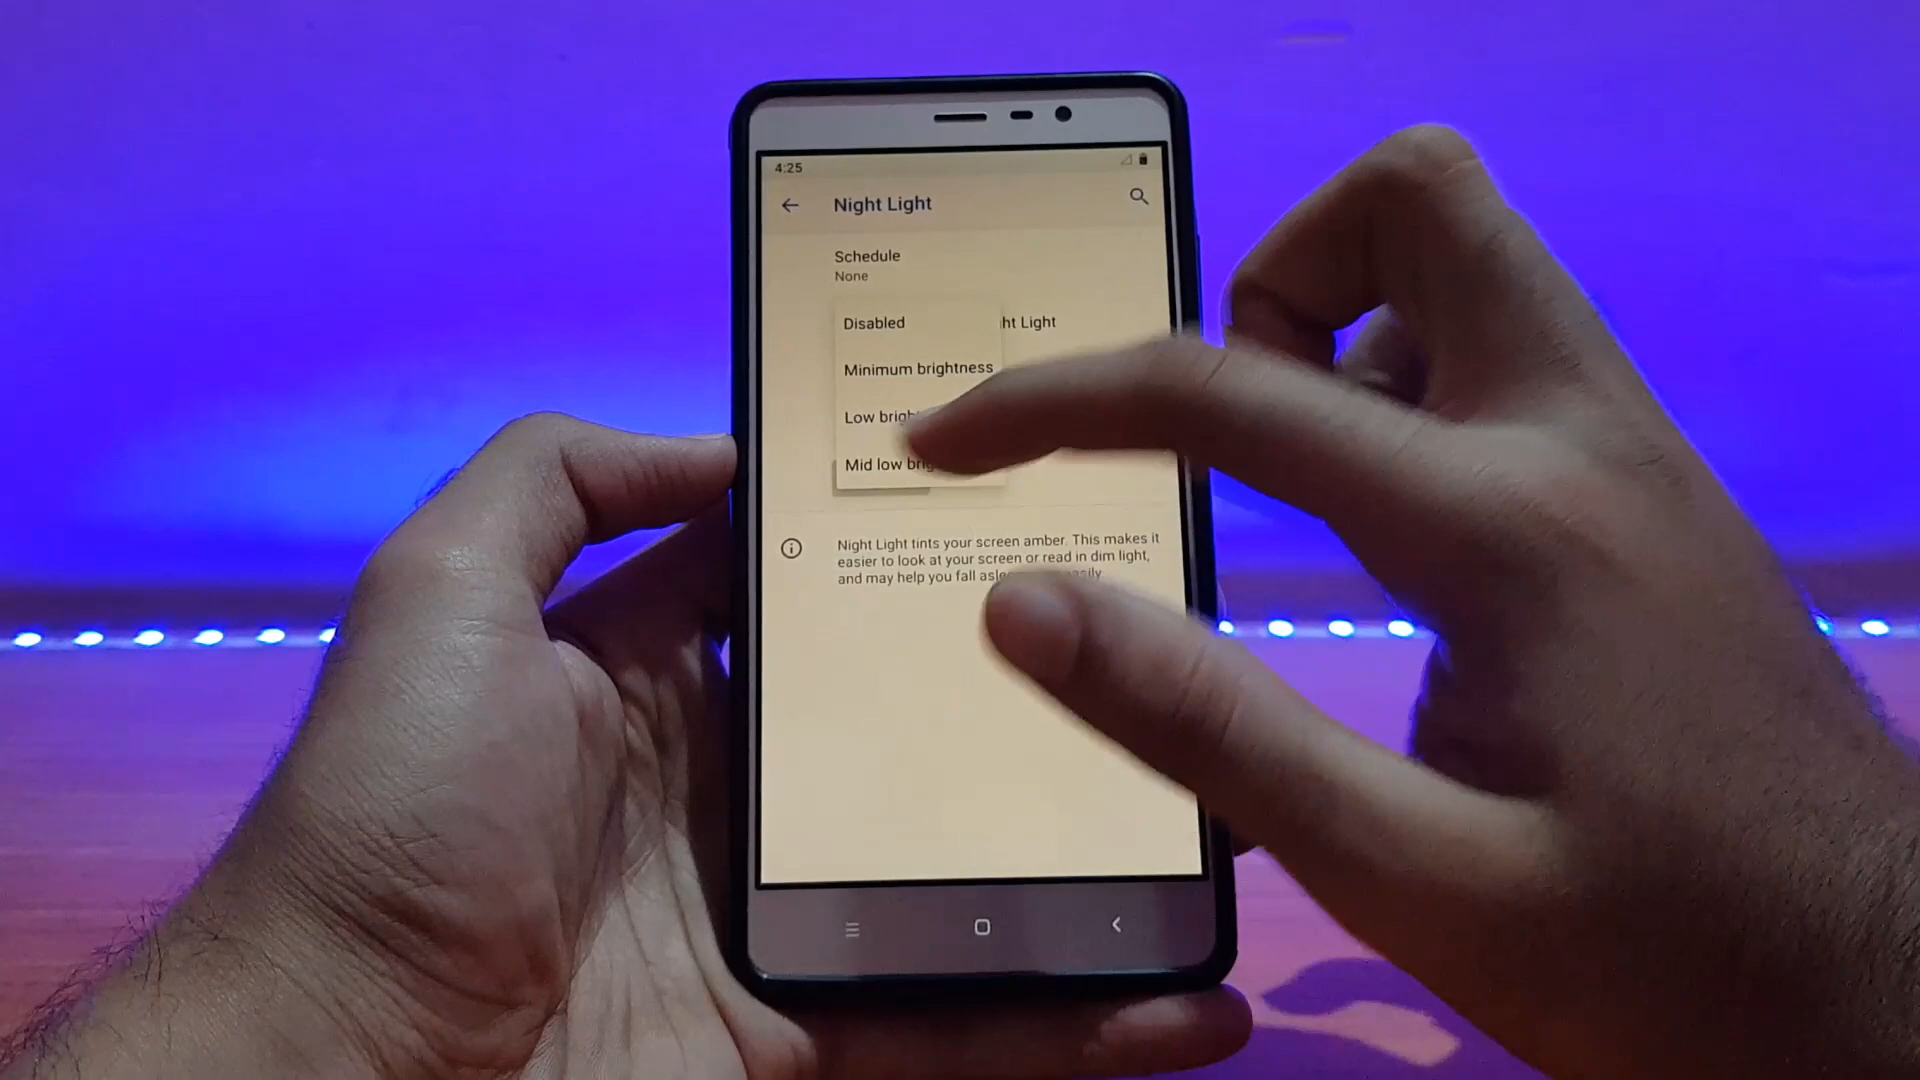 4:25
Night Light
Schedule
None
Disabled
ht Light
Minimum brightness
Low brigh
Mid low brig
Night Light tints your screen amber. This makes it
easier to look at your screen or read in dim light,
and may help you fall asle